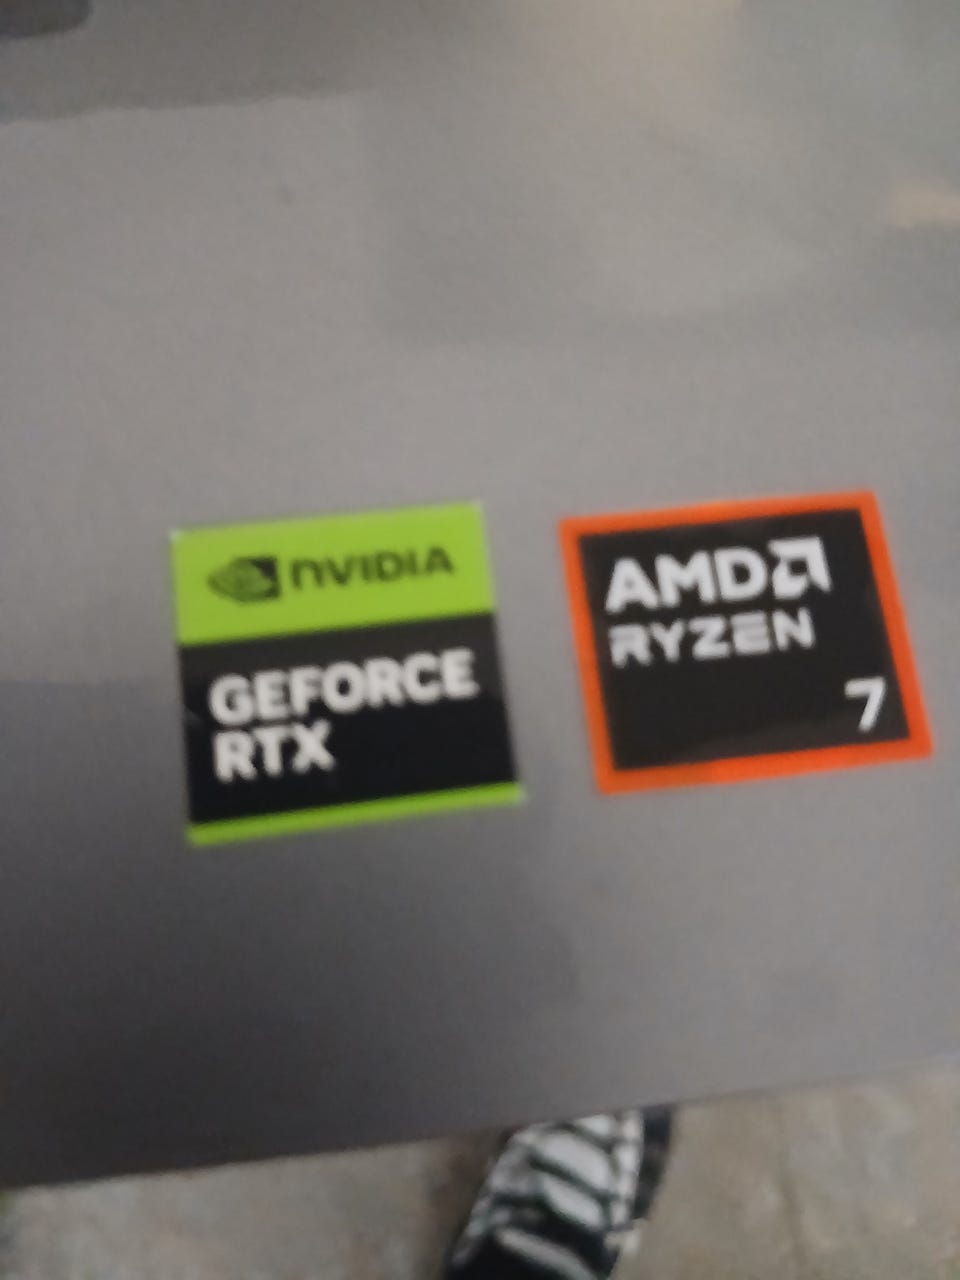 NVIDIA
GEFORCE
RTX
AMD
RYZEN
7